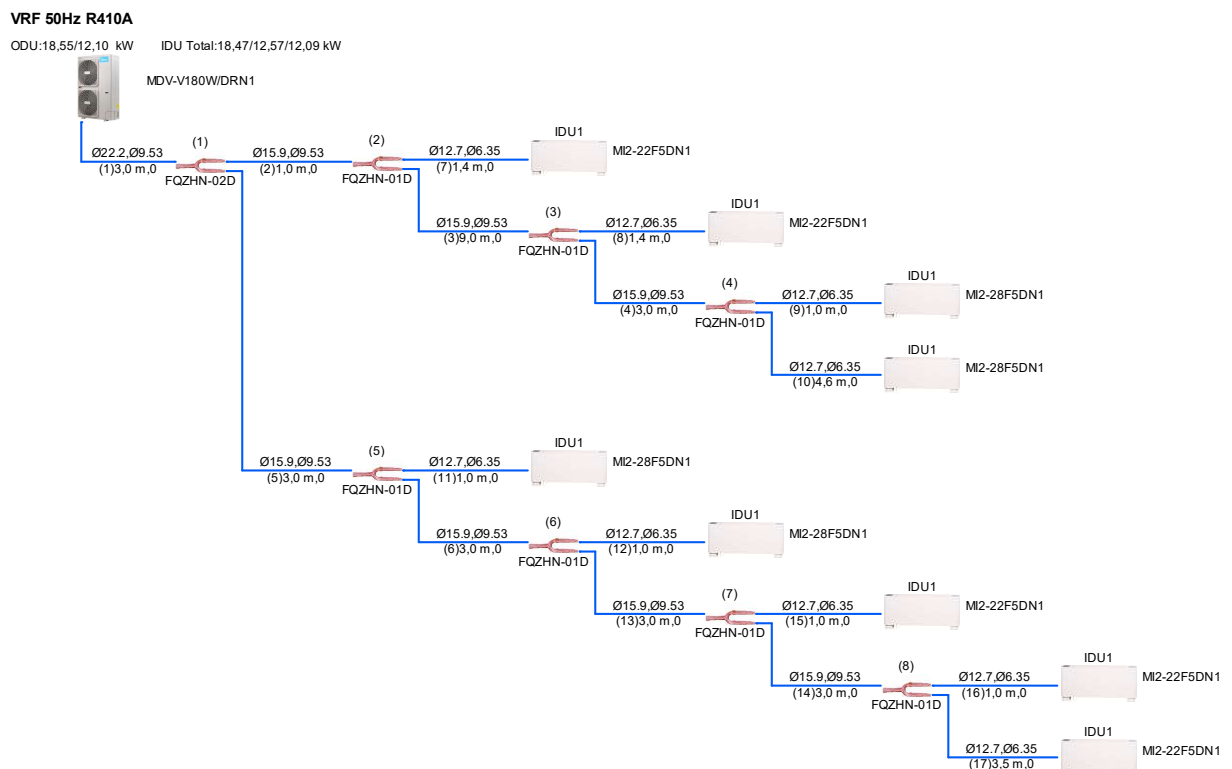 VRF 50Hz R410A
ODU:18,55/12,10 kW IDU Total:18,47/12,57/12,09 kW
MDV-V180W/DRN1
Ø22.2,Ø9.53
(1)3,0 m,0
(1)
FQZHN-02D
Ø15.9,Ø9.53
(2)1,0 m,0
(2)
FQZHN-01D
Ø12.7,Ø6.35
(7)1,4 m,0
IDU1
MI2-22F5DN1
Ø15.9,Ø9.53
(3)9,0 m,0
(3)
FQZHN-01D
Ø12.7,Ø6.35
(8)1,4 m,0
IDU1
MI2-22F5DN1
Ø15.9,Ø9.53
(4)3,0 m,0
(4)
FQZHN-01D
Ø12.7,Ø6.35
(9)1,0 m,0
IDU1
MI2-28F5DN1
Ø12.7,Ø6.35
(10)4,6 m,0
IDU1
MI2-28F5DN1
Ø15.9,Ø9.53
(5)3,0 m,0
(5)
FQZHN-01D
Ø12.7,Ø6.35
(11)1,0 m,0
IDU1
MI2-28F5DN1
Ø15.9,Ø9.53
(6)3,0 m,0
(6)
FQZHN-01D
Ø12.7,Ø6.35
(12)1,0 m,0
IDU1
MI2-28F5DN1
Ø15.9,Ø9.53
(13)3,0 m,0
(7)
FQZHN-01D
Ø12.7,Ø6.35
(15)1,0 m,0
IDU1
MI2-22F5DN1
Ø15.9,Ø9.53
(14)3,0 m,0
(8)
FQZHN-01D
Ø12.7,Ø6.35
(16)1,0 m,0
IDU1
MI2-22F5DN1
Ø12.7,Ø6.35
(17)3,5 m,0
IDU1
MI2-22F5DN1